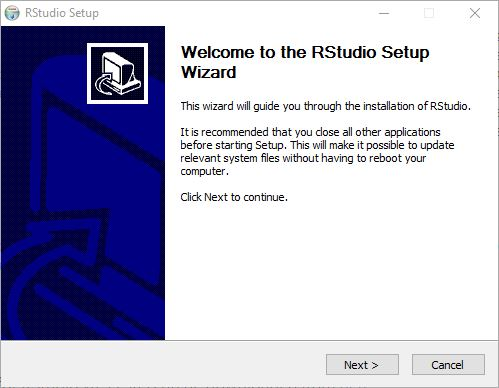 RStudio Setup
Welcome to the RStudio Setup
Wizard
This wizard will guide you through the installation of RStudio.
It is recommended that you close all other applications
before starting Setup. This will make it possible to update
relevant system files without having to reboot your
computer.
Click Next to continue.
Next >
Cancel